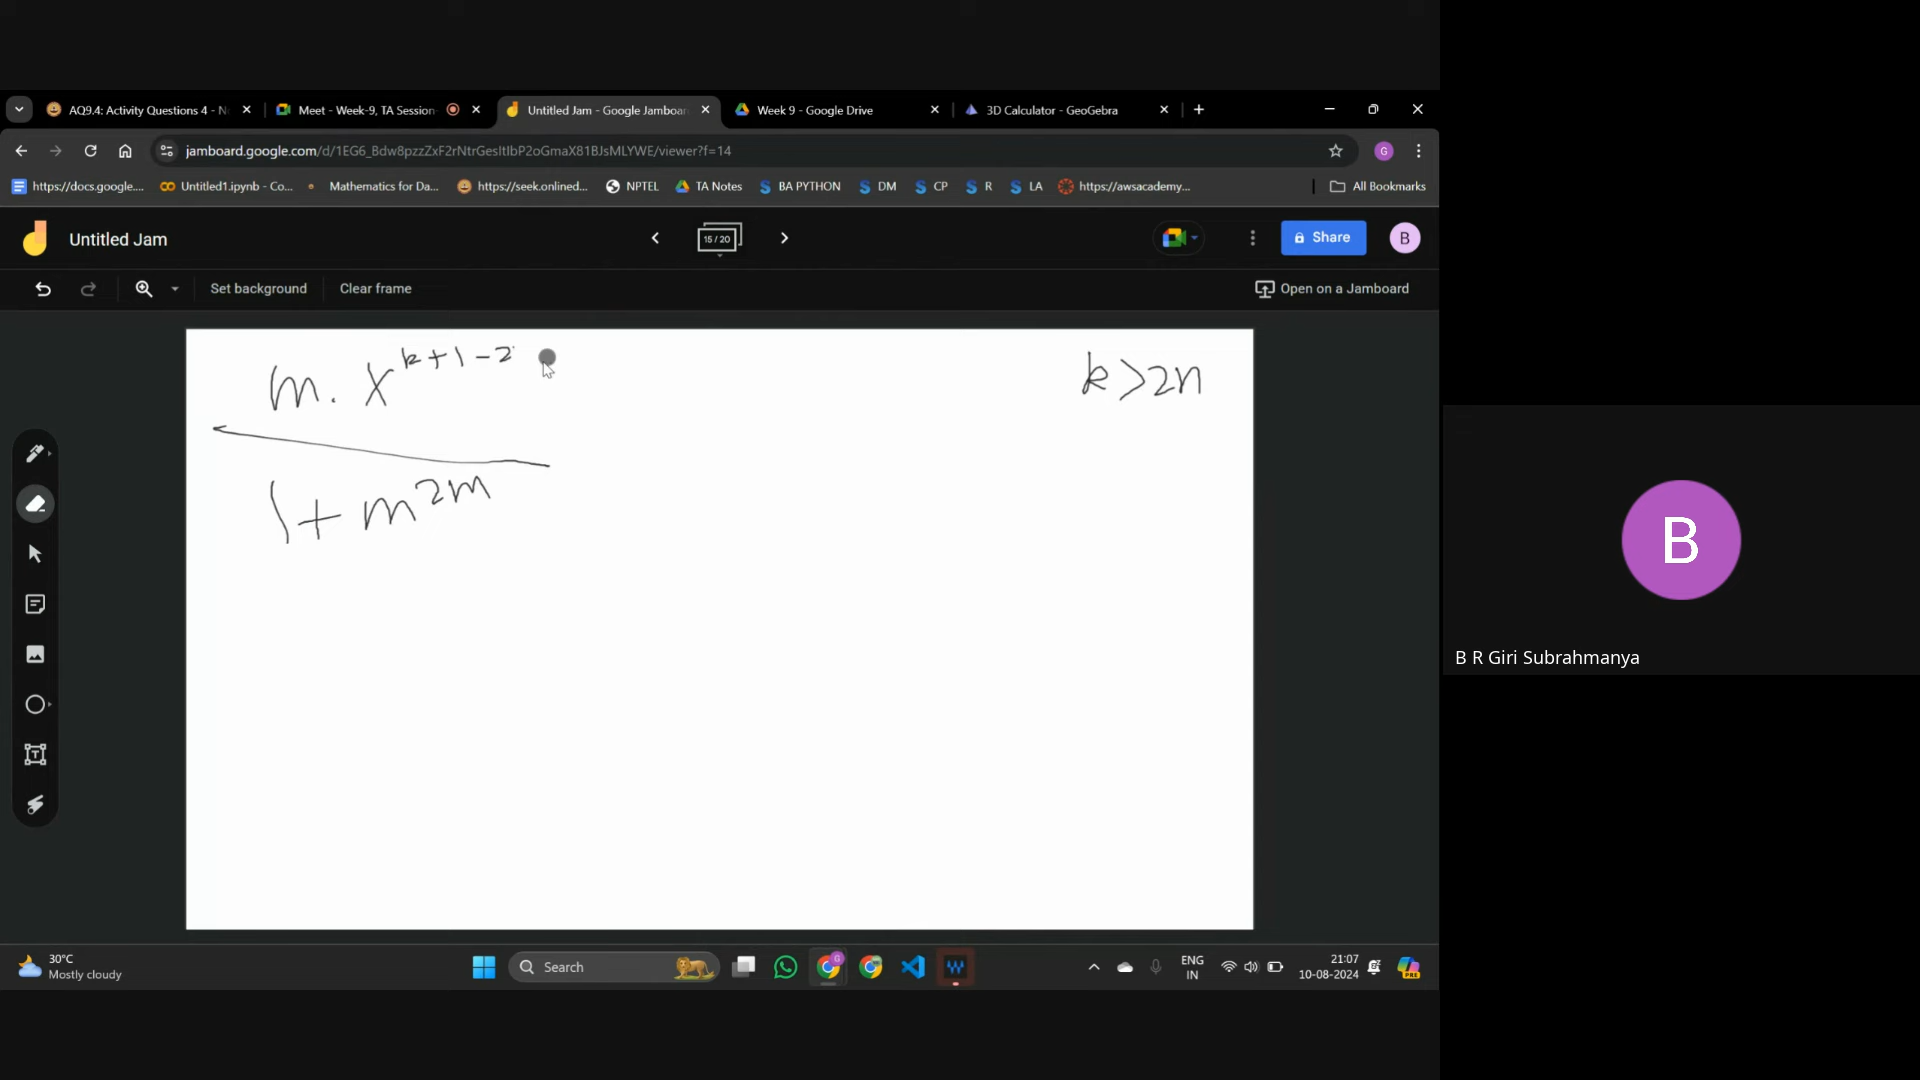 AQ9.4: Activity Questions 4 - N
Meet - Week-9, TA Session
Untitled Jam - Google Jamboar
Week 9 - Google Drive
3D Calculator - GeoGebra
jamboard.google.com/d/1EG6_Bdw8pzzZxF2rNtrGesItIbP2oGmaX81BJsMLYWE/viewer?f=14
G
https://docs.google....
Untitled1.ipynb - Co...
Mathematics for Da...
https://seek.onlined...
NPTEL
TA Notes
BA PYTHON
DM
CP
R
LA
https://awsacademy...
All Bookmarks
Untitled Jam
15 / 20
Share
B
Set background
Clear frame
Open on a Jamboard
m. x^k+1-2
k>2n
1+m^2m
B
B R Giri Subrahmanya
30°C
Mostly cloudy
Search
ENG
IN
21:07
10-08-2024